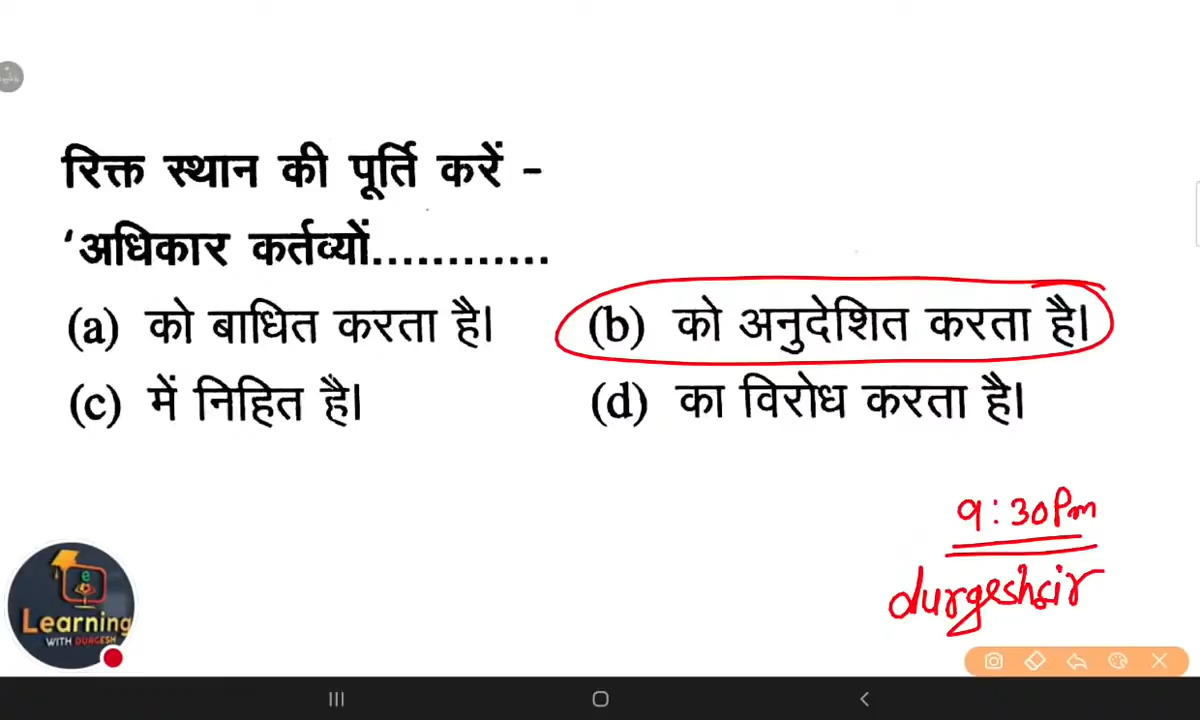 रिक्त स्थान की पूर्ति करें -
‘अधिकार कर्तव्यों............
(a) को बाधित करता है। (b) को अनुदेशित करता है।
(c) में निहित है। (d) का विरोध करता है।
9:30Pm
durgeshsir
e
Learning
WITH DURGESH